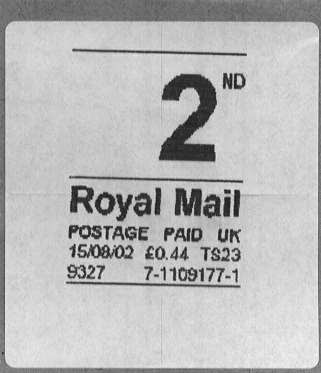 2ND
Royal Mail
POSTAGE PAID UK
15/08/02 £0.44 TS23
9327 7-1109177-1